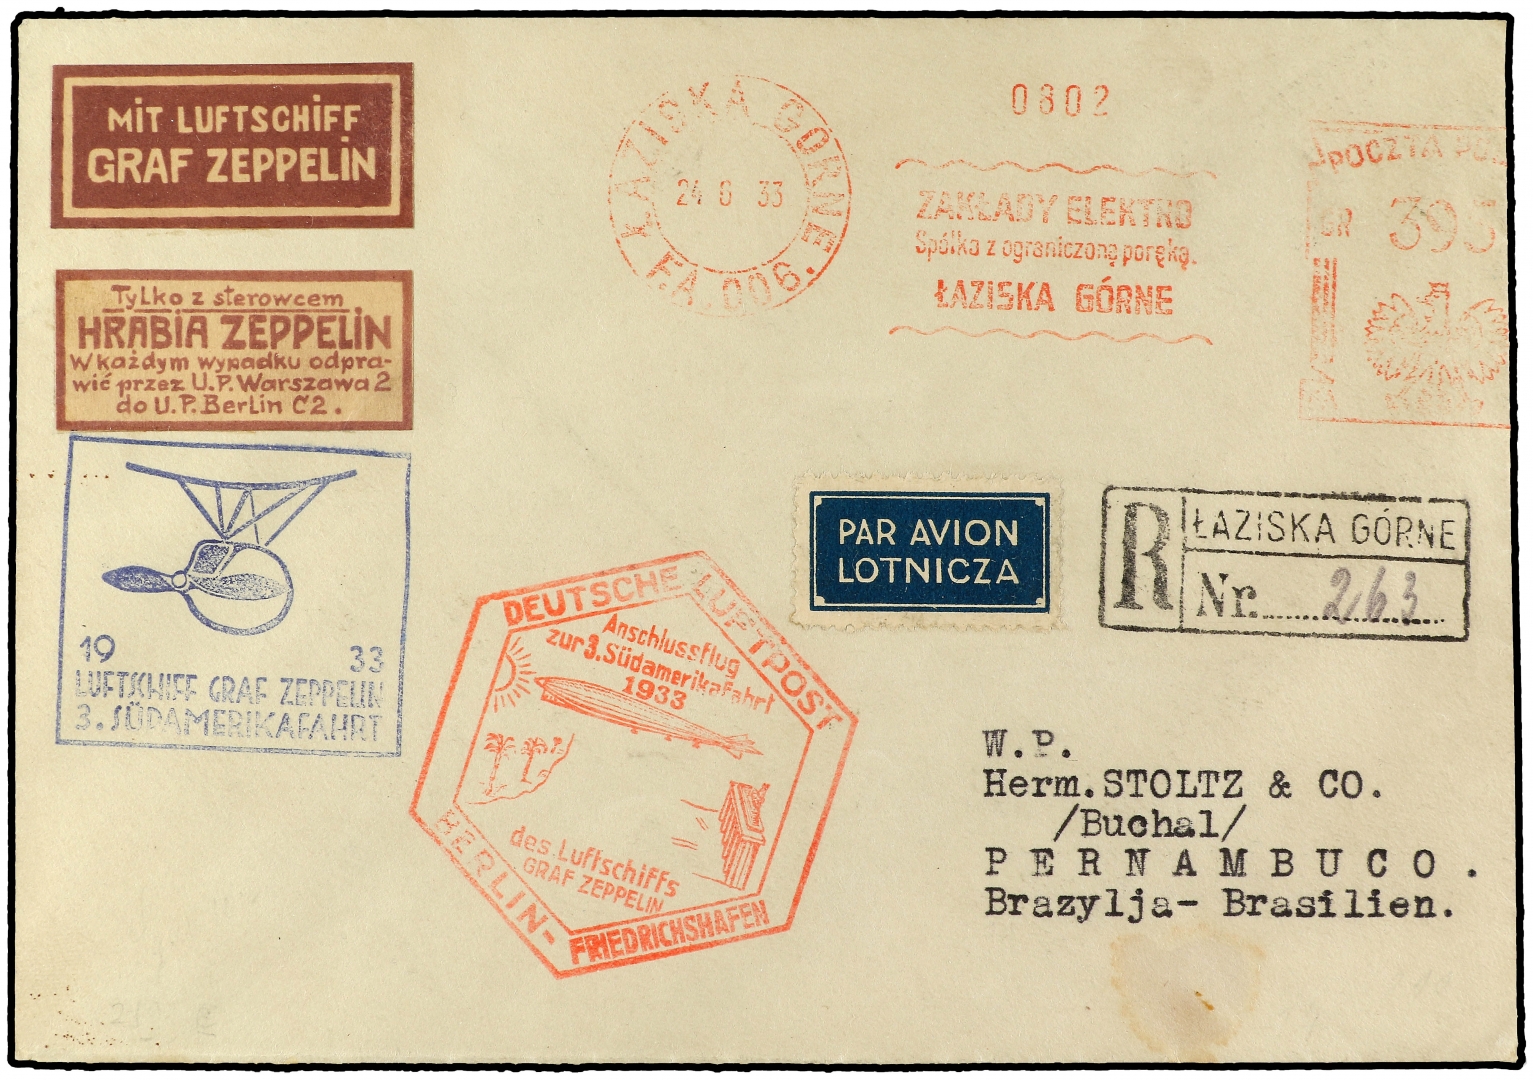 MIT LUFTSCHIFF
GRAF ZEPPELIN
Tylko z sterowcem
HRABIA ZEPPELIN
W każdym wypadku odpra-
wić przez U.P. Warszawa 2
do U.P. Berlin C2.
19 33
LUFTSCHIFF GRAF ZEPPELIN
3. SÜDAMERIKAFAHRT
ŁAZISKA GÓRNE
24 6 33
F.A. 006.
0802
ZAKŁADY ELEKTRO
Spółka z ograniczoną poręką.
ŁAZISKA GÓRNE
POCZTA
GR 395
DEUTSCHE LUFTPOST
Anschlussflug
zur 3. Südamerikafahrt
1933
des Luftschiffs
GRAF ZEPPELIN
BERLIN-
FRIEDRICHSHAFEN
PAR AVION
LOTNICZA
R ŁAZISKA GÓRNE
Nr. 263
W.P.
Herm.STOLTZ & CO.
/Buchal/
PERNAMBUCO.
Brazylja- Brasilien.